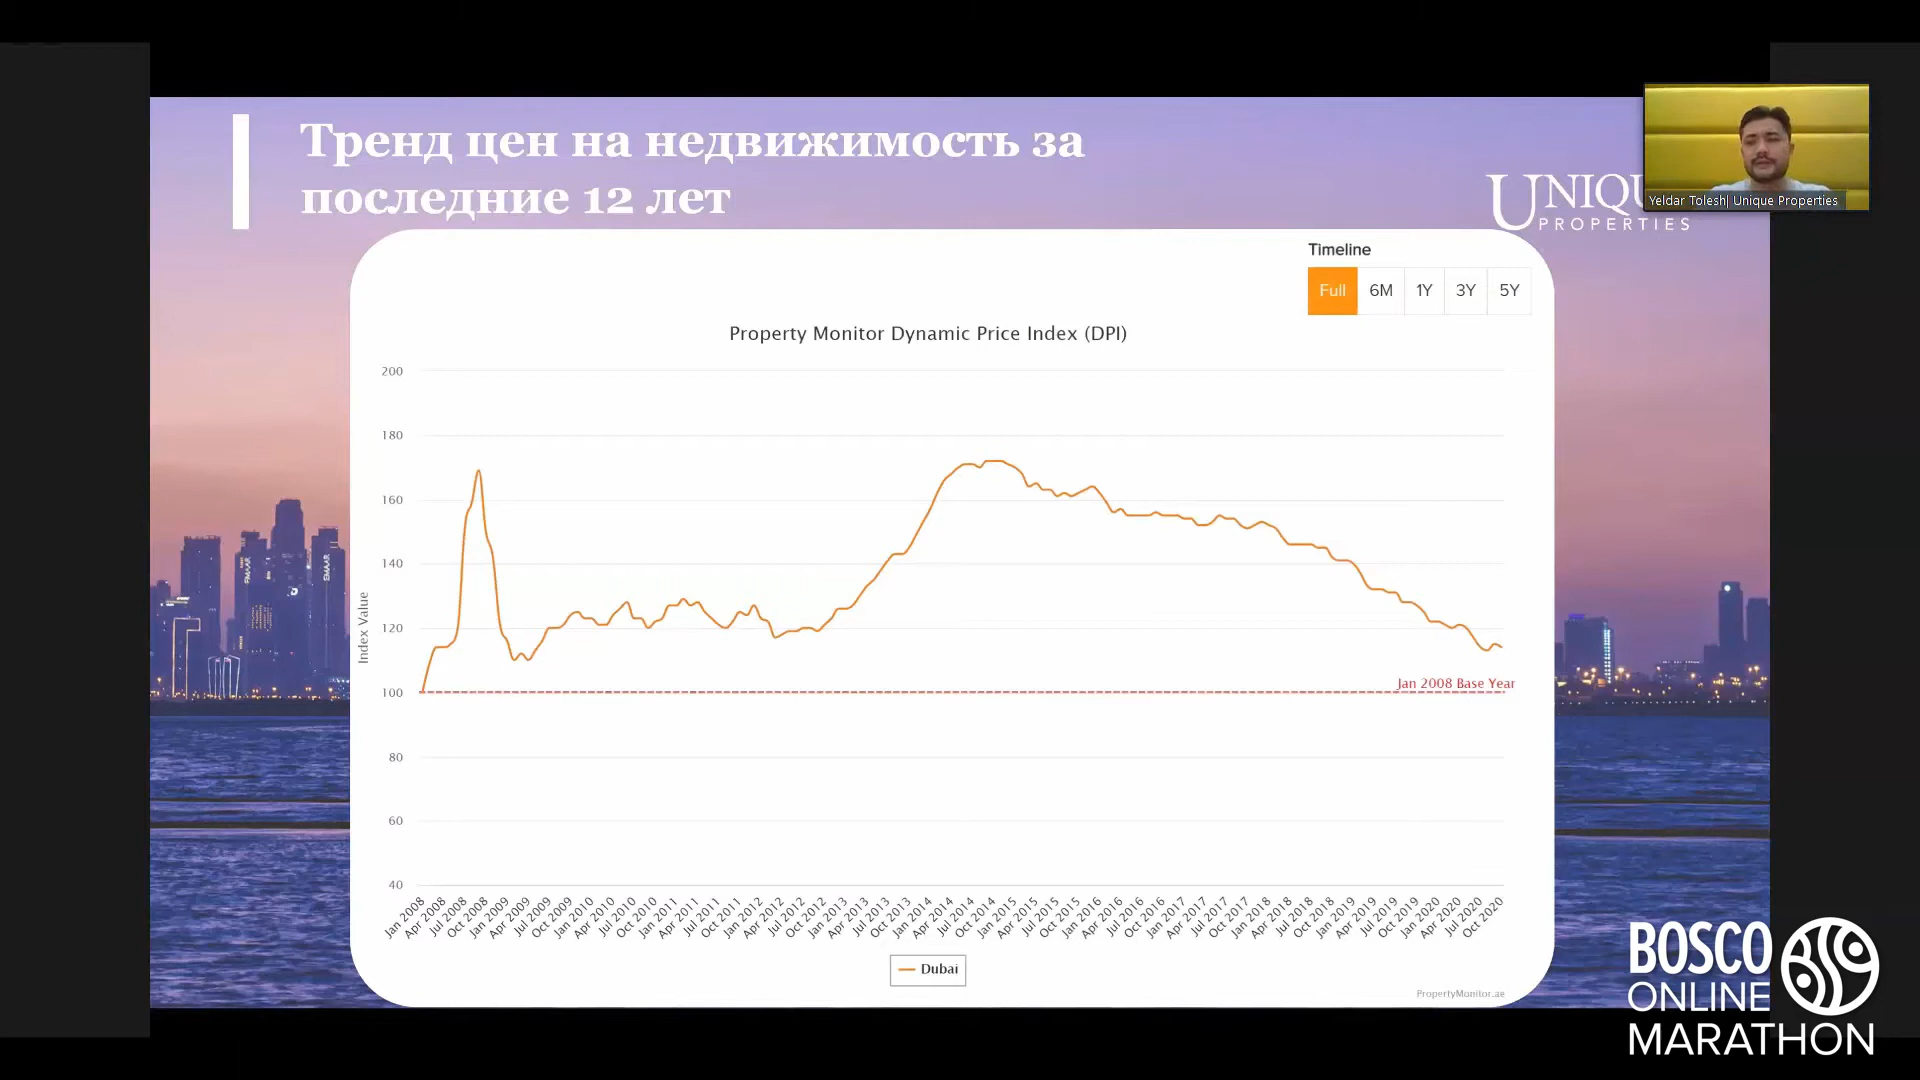 Тренд цен на недвижимость за
последние 12 лет
UNIQU
PROPERTIES
Yeldar Tolesh| Unique Properties
Timeline
Full 6M 1Y 3Y 5Y
Property Monitor Dynamic Price Index (DPI)
200
180
160
140
120
100
80
60
40
Index Value
Jan 2008 Base Year
Jan 2008 Apr 2008 Jul 2008 Oct 2008 Jan 2009 Apr 2009 Jul 2009 Oct 2009 Jan 2010 Apr 2010 Jul 2010 Oct 2010 Jan 2011 Apr 2011 Jul 2011 Oct 2011 Jan 2012 Apr 2012 Jul 2012 Oct 2012 Jan 2013 Apr 2013 Jul 2013 Oct 2013 Jan 2014 Apr 2014 Jul 2014 Oct 2014 Jan 2015 Apr 2015 Jul 2015 Oct 2015 Jan 2016 Apr 2016 Jul 2016 Oct 2016 Jan 2017 Apr 2017 Jul 2017 Oct 2017 Jan 2018 Apr 2018 Jul 2018 Oct 2018 Jan 2019 Apr 2019 Jul 2019 Oct 2019 Jan 2020 Apr 2020 Jul 2020 Oct 2020
Dubai
PropertyMonitor.ae
EMAAR
EMAAR
BOSCO
ONLINE
MARATHON